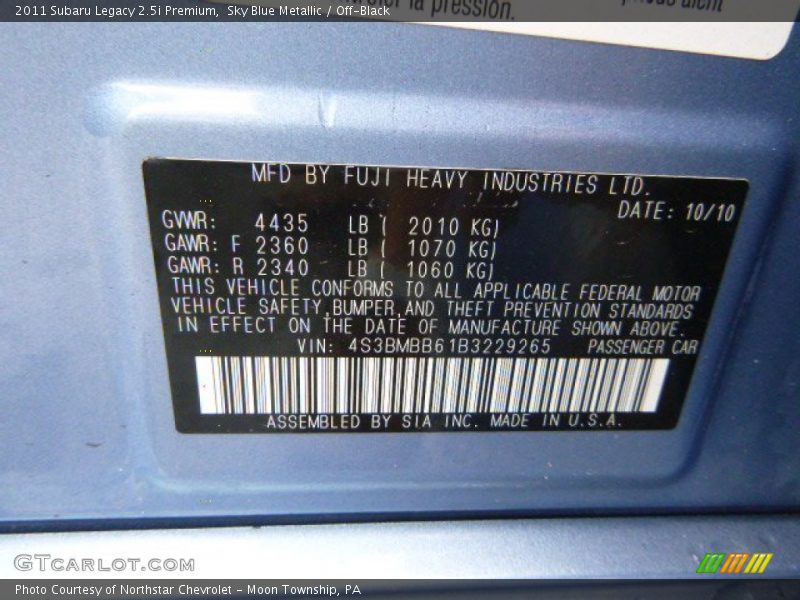 2011 Subaru Legacy 2.5i Premium, Sky Blue Metallic / Off-Black
la pression.
MFD BY FUJI HEAVY INDUSTRIES LTD.
DATE: 10/10
GVWR: 4435 LB ( 2010 KG)
GAWR: F 2360 LB ( 1070 KG)
GAWR: R 2340 LB ( 1060 KG)
THIS VEHICLE CONFORMS TO ALL APPLICABLE FEDERAL MOTOR
VEHICLE SAFETY,BUMPER,AND THEFT PREVENTION STANDARDS
IN EFFECT ON THE DATE OF MANUFACTURE SHOWN ABOVE.
VIN: 4S3BMBB61B3229265 PASSENGER CAR
ASSEMBLED BY SIA INC. MADE IN U.S.A.
GTCARLOT.COM
Photo Courtesy of Northstar Chevrolet - Moon Township, PA